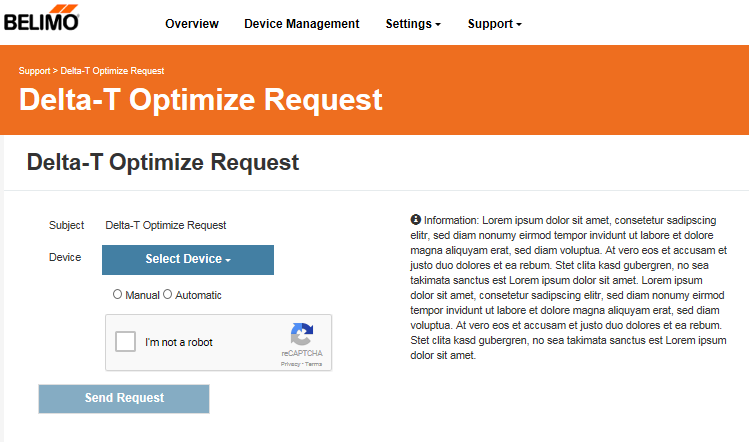 BELIMO
Overview Device Management Settings Support
Support > Delta-T Optimize Request
Delta-T Optimize Request
Delta-T Optimize Request
Subject Delta-T Optimize Request
Device Select Device
Manual Automatic
I'm not a robot
reCAPTCHA
Privacy • Terms
Send Request
Information: Lorem ipsum dolor sit amet, consetetur sadipscing
elitr, sed diam nonumy eirmod tempor invidunt ut labore et dolore
magna aliquyam erat, sed diam voluptua. At vero eos et accusam et
justo duo dolores et ea rebum. Stet clita kasd gubergren, no sea
takimata sanctus est Lorem ipsum dolor sit amet. Lorem ipsum
dolor sit amet, consetetur sadipscing elitr, sed diam nonumy eirmod
tempor invidunt ut labore et dolore magna aliquyam erat, sed diam
voluptua. At vero eos et accusam et justo duo dolores et ea rebum.
Stet clita kasd gubergren, no sea takimata sanctus est Lorem ipsum
dolor sit amet.